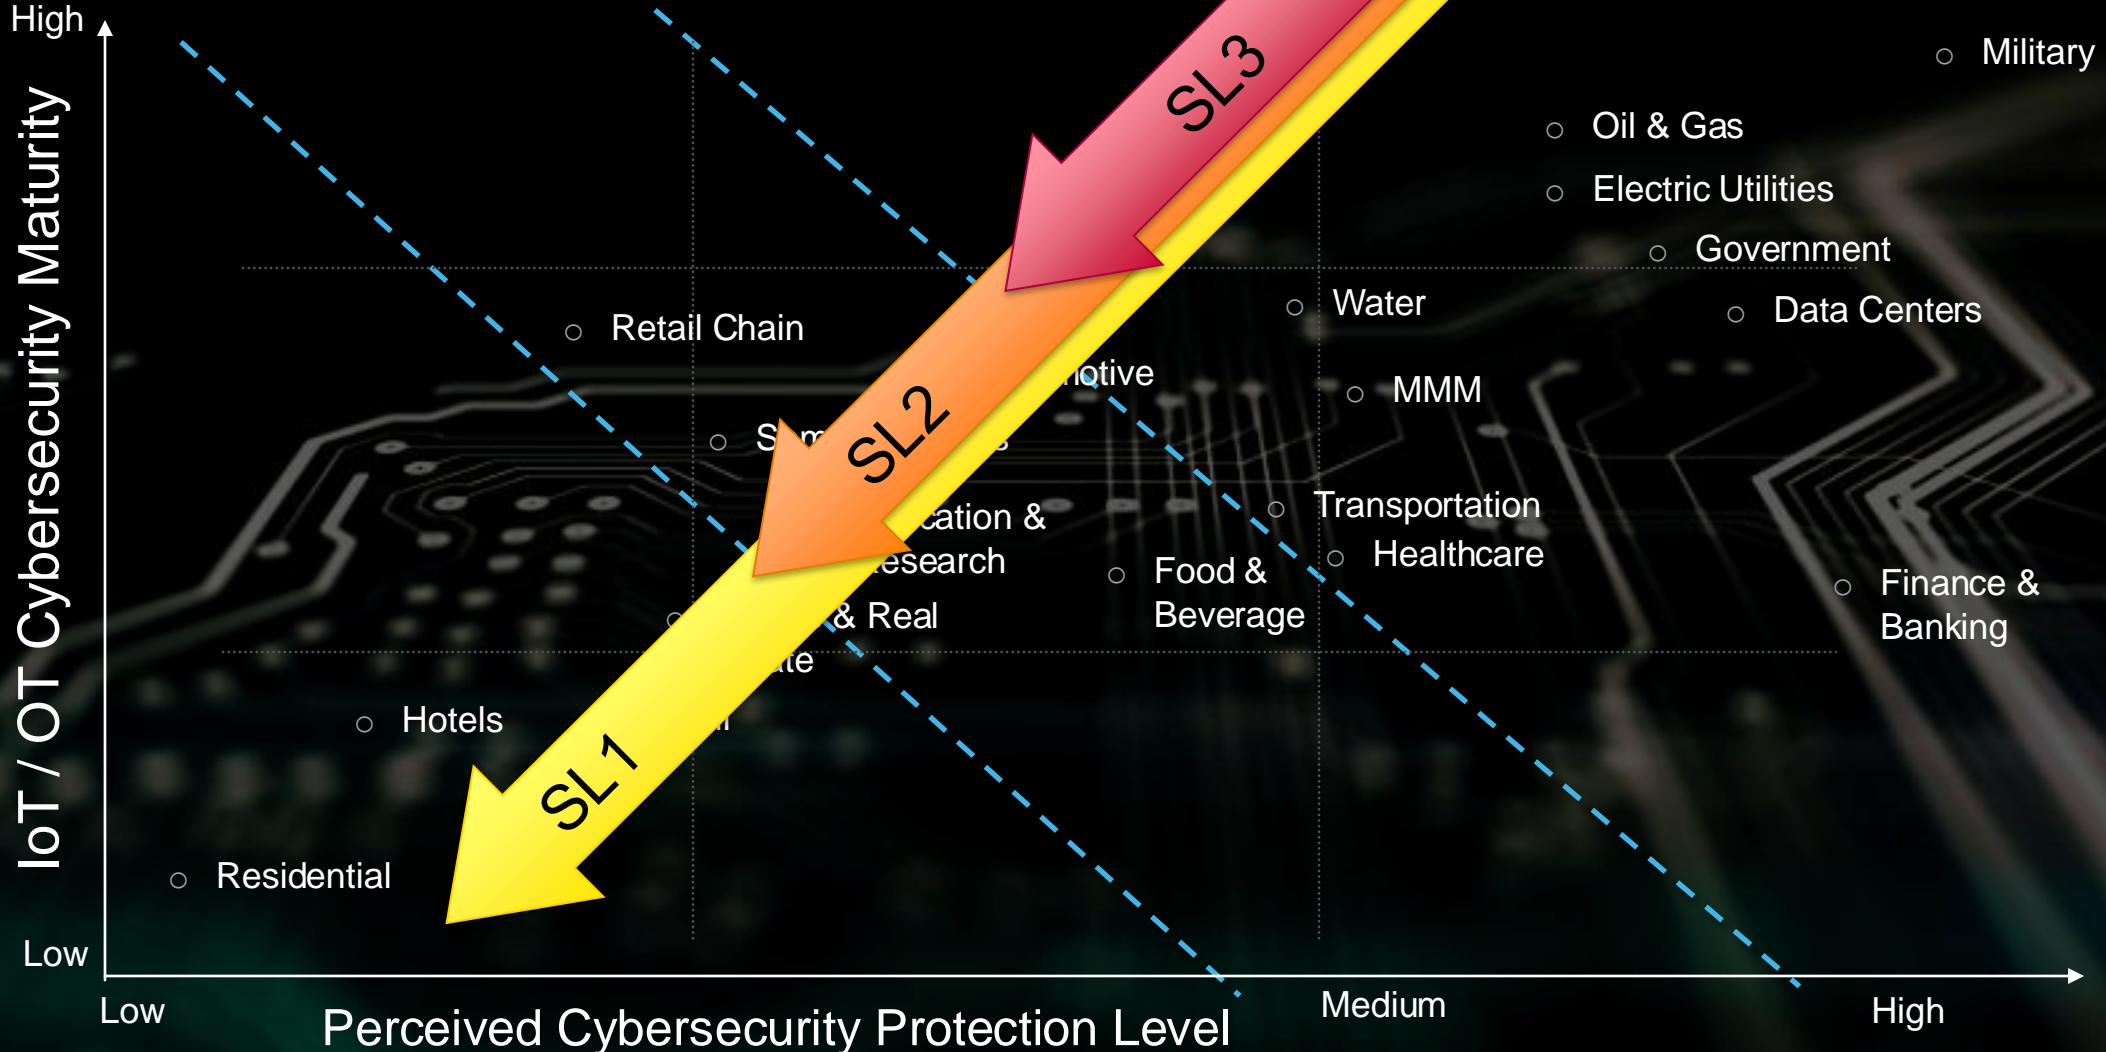 High
IoT / OT Cybersecurity Maturity
SL3
Military
Oil & Gas
Electric Utilities
Government
Water
Data Centers
Retail Chain
MMM
SL2
Transportation
Healthcare
Food &
Beverage
Finance &
Banking
& Real
Hotels
SL1
Residential
Low
Low
Medium
High
Perceived Cybersecurity Protection Level